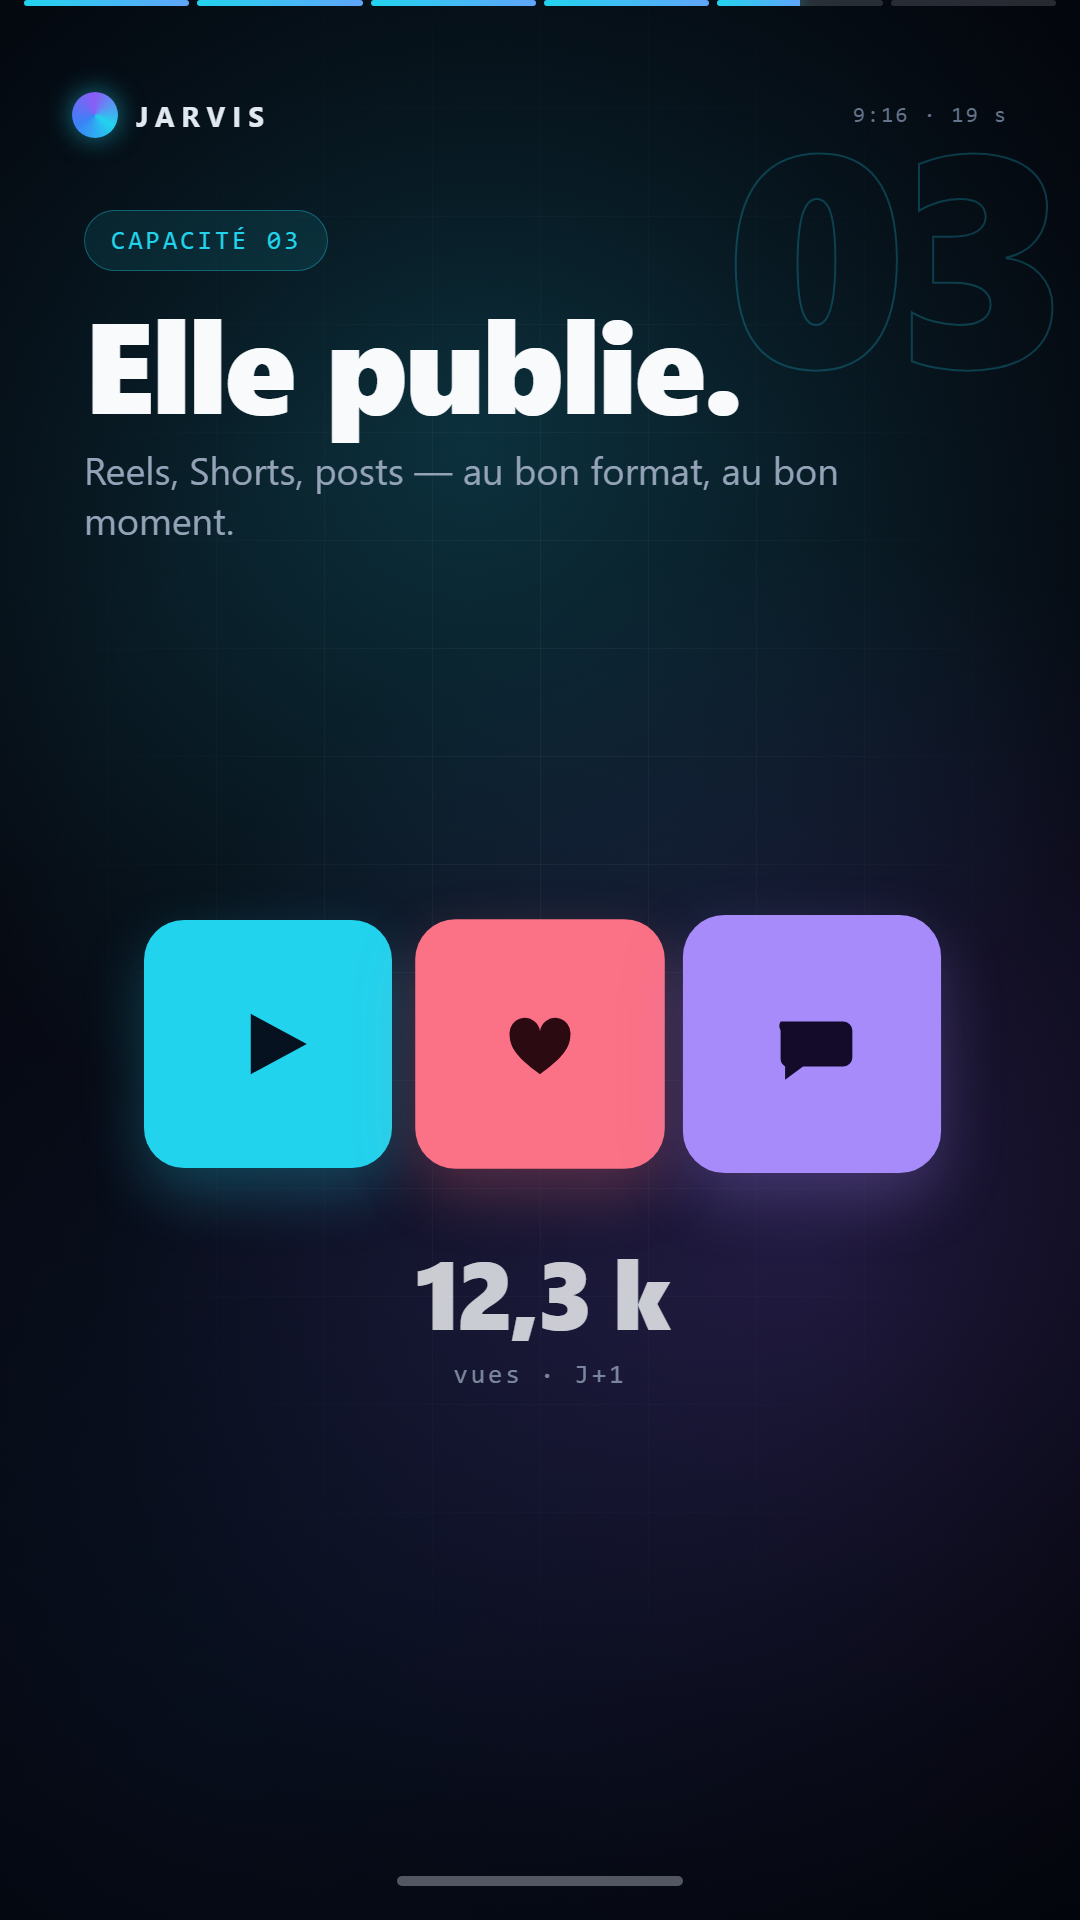 JARVIS
9:16 · 19 s
03
CAPACITÉ 03
Elle publie.
Reels, Shorts, posts — au bon format, au bon
moment.
12,3 k
vues · J+1